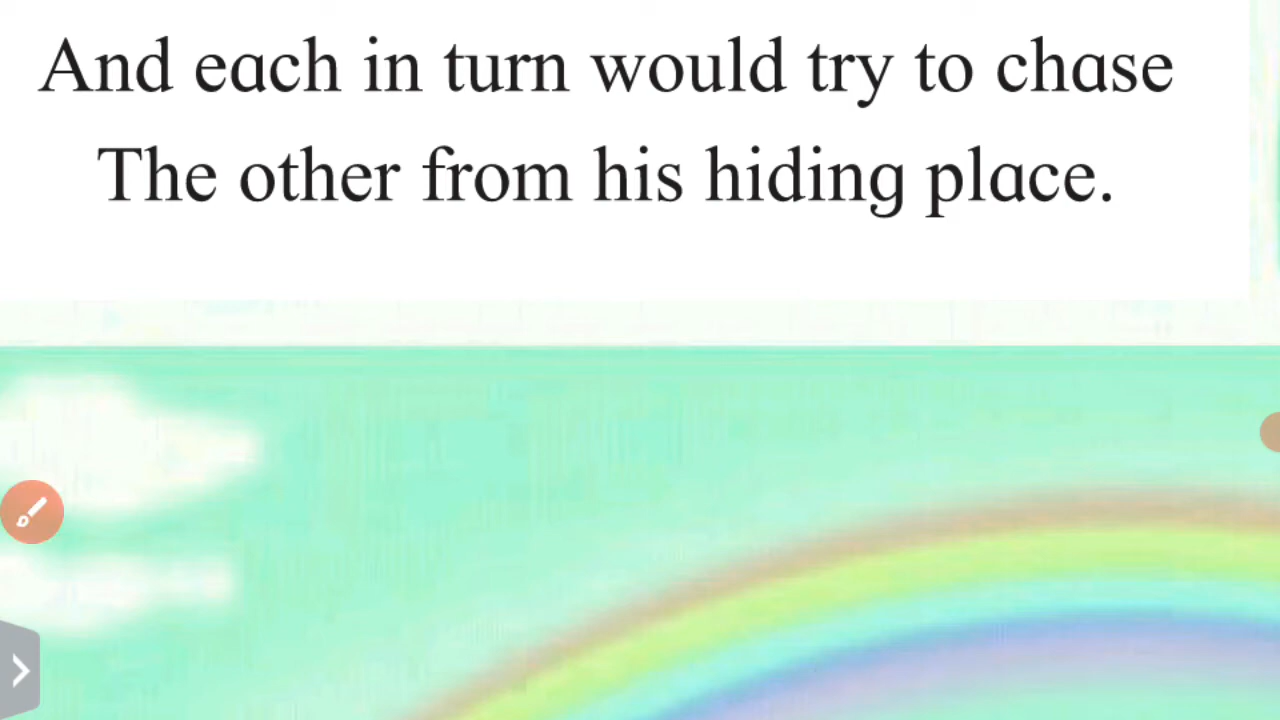 And each in turn would try to chase
The other from his hiding place.